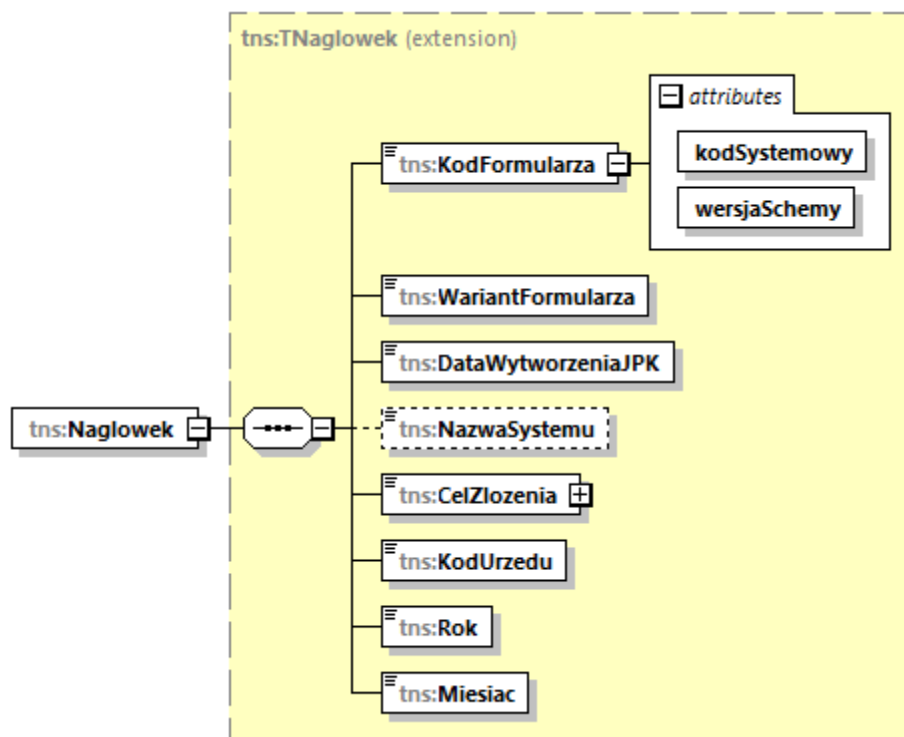 tns:TNaglowek (extension)
attributes
tns:KodFormularza
kodSystemowy
wersjaSchemy
tns:WariantFormularza
tns:DataWytworzeniaJPK
tns:Naglowek
tns:NazwaSystemu
tns:CelZlozenia
tns:KodUrzedu
tns:Rok
tns:Miesiac